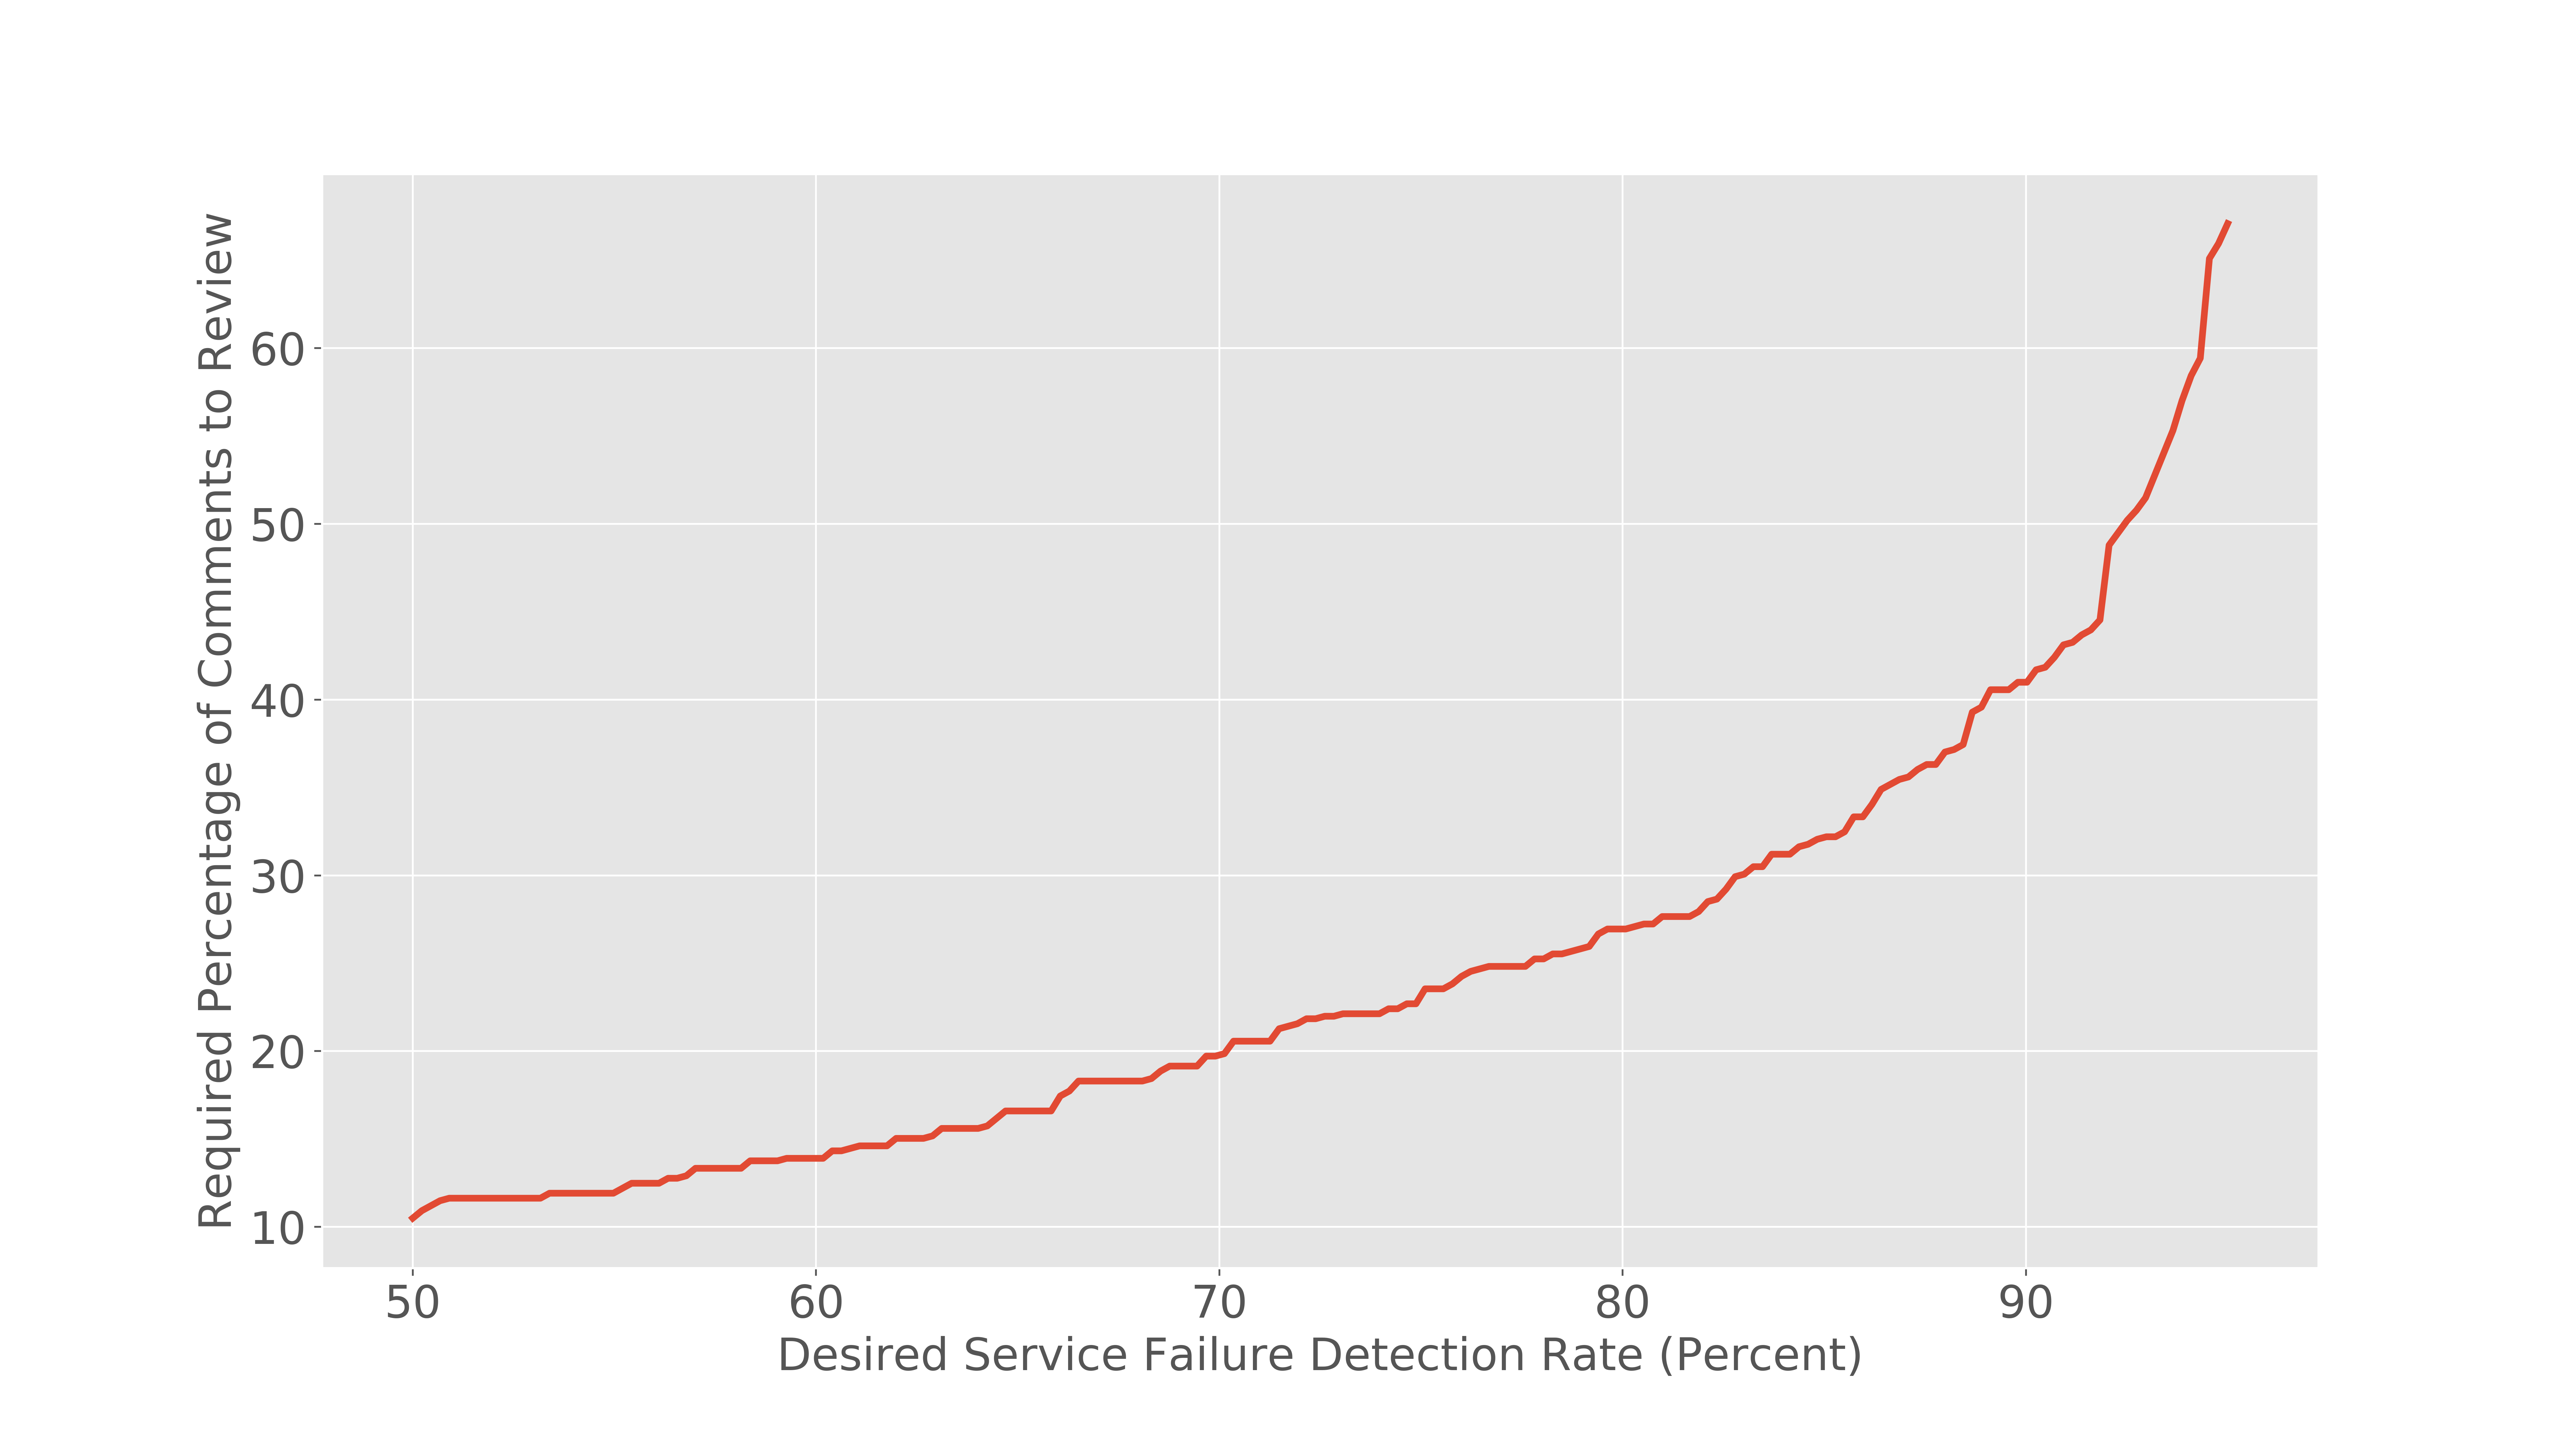 Required Percentage of Comments to Review
60
50
40
30
20
10
50 60 70 80 90
Desired Service Failure Detection Rate (Percent)